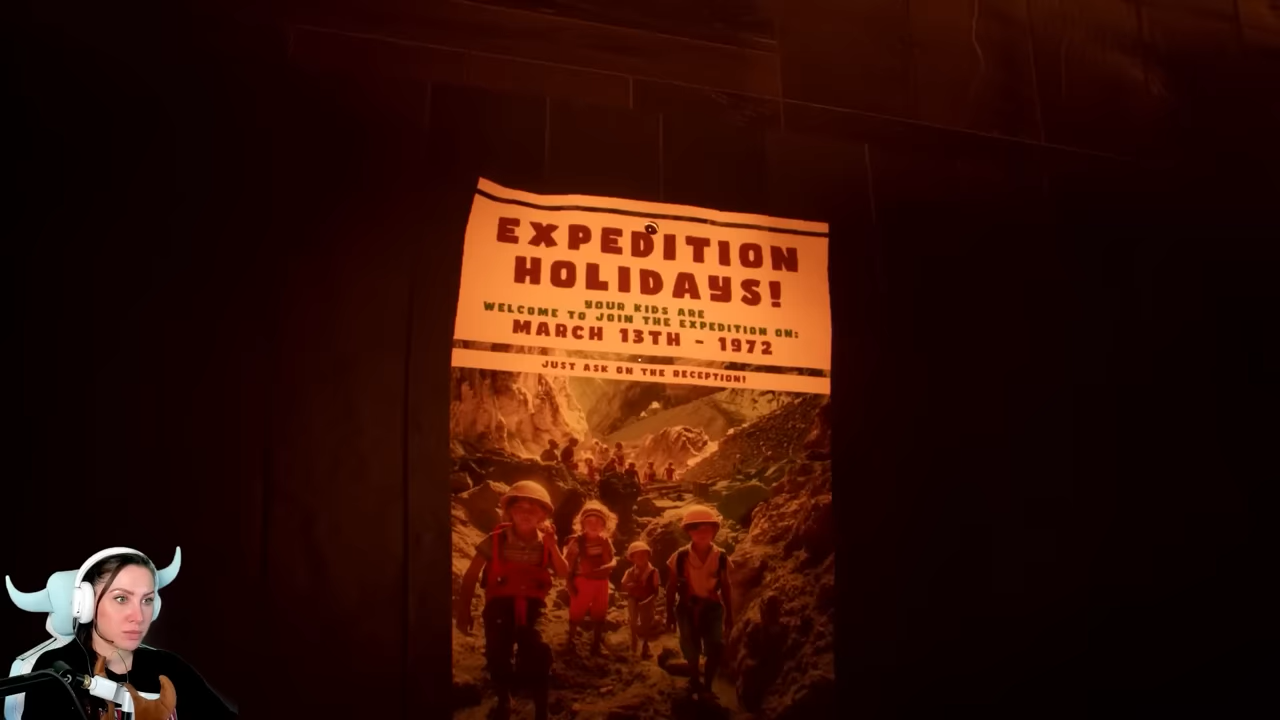 EXPEDITION
HOLIDAYS!
YOUR KIDS ARE
WELCOME TO JOIN THE EXPEDITION ON:
MARCH 13TH - 1972
JUST ASK ON THE RECEPTION!